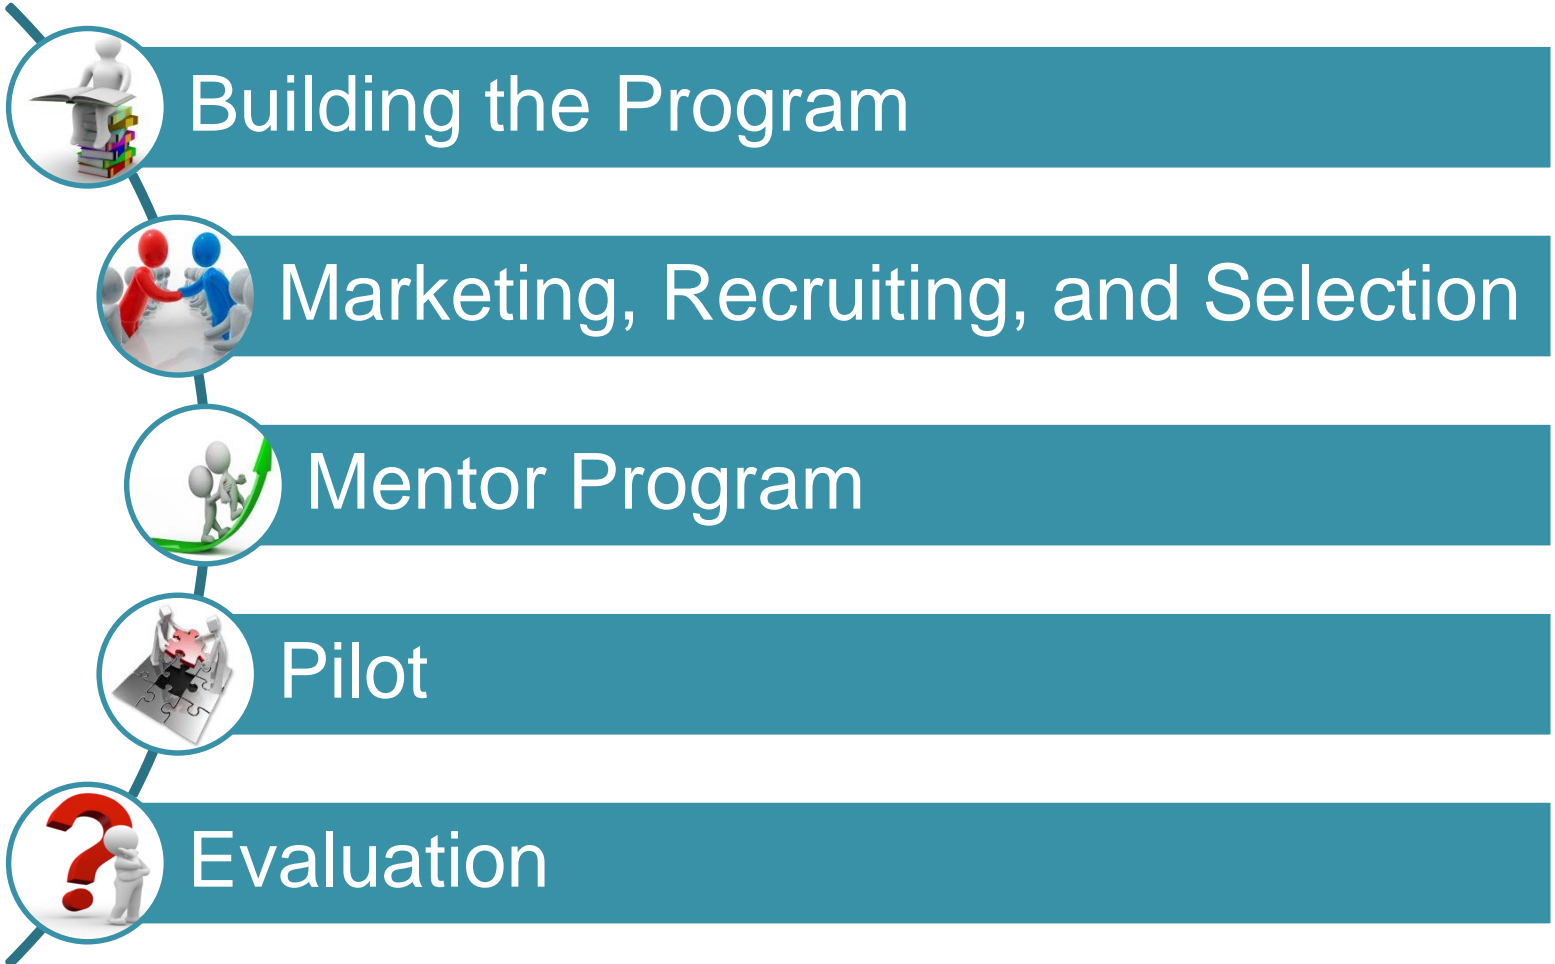 Building the Program
Marketing, Recruiting, and Selection
Mentor Program
Pilot
Evaluation